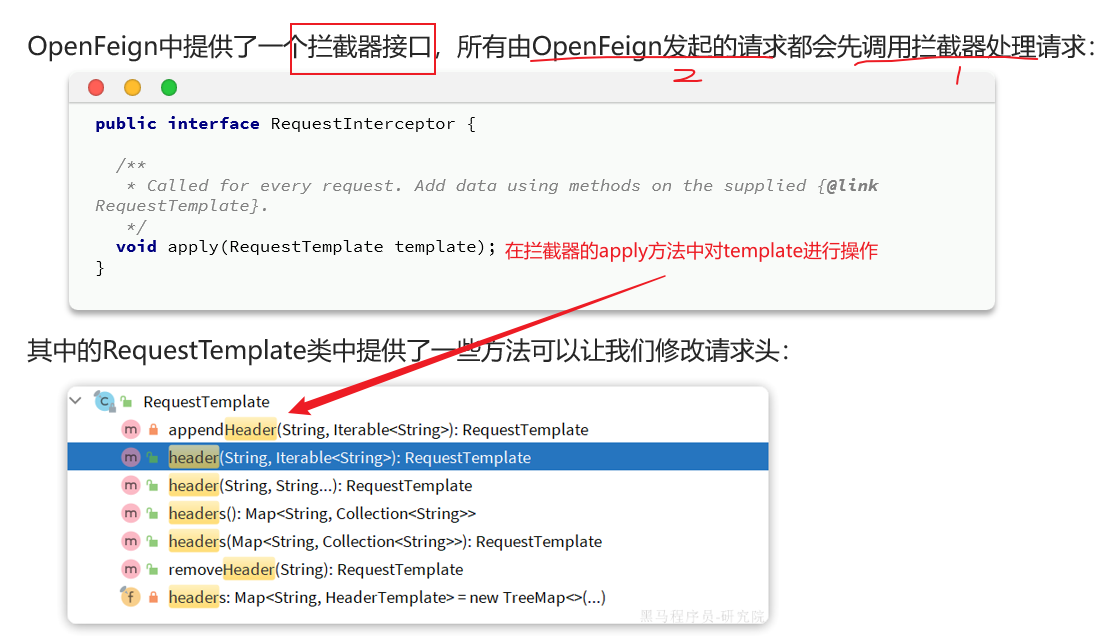 OpenFeign中提供了一个拦截器接口，所有由OpenFeign发起的请求都会先调用拦截器处理请求：
2
1
public interface RequestInterceptor {
/**
* Called for every request. Add data using methods on the supplied {@link
RequestTemplate}.
*/
void apply(RequestTemplate template); 在拦截器的apply方法中对template进行操作
}
其中的RequestTemplate类中提供了一些方法可以让我们修改请求头：
C RequestTemplate
m appendHeader(String, Iterable<String>): RequestTemplate
m header(String, Iterable<String>): RequestTemplate
m header(String, String...): RequestTemplate
m headers(): Map<String, Collection<String>>
m headers(Map<String, Collection<String>>): RequestTemplate
m removeHeader(String): RequestTemplate
f headers: Map<String, HeaderTemplate> = new TreeMap<>(...)
黑马程序员-研究院